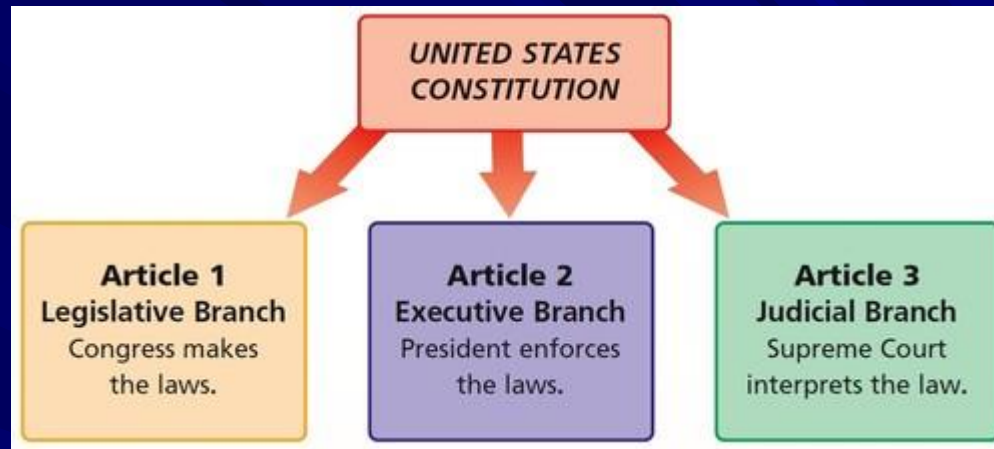 UNITED STATES
CONSTITUTION
Article 1
Legislative Branch
Congress makes
the laws.
Article 2
Executive Branch
President enforces
the laws.
Article 3
Judicial Branch
Supreme Court
interprets the law.